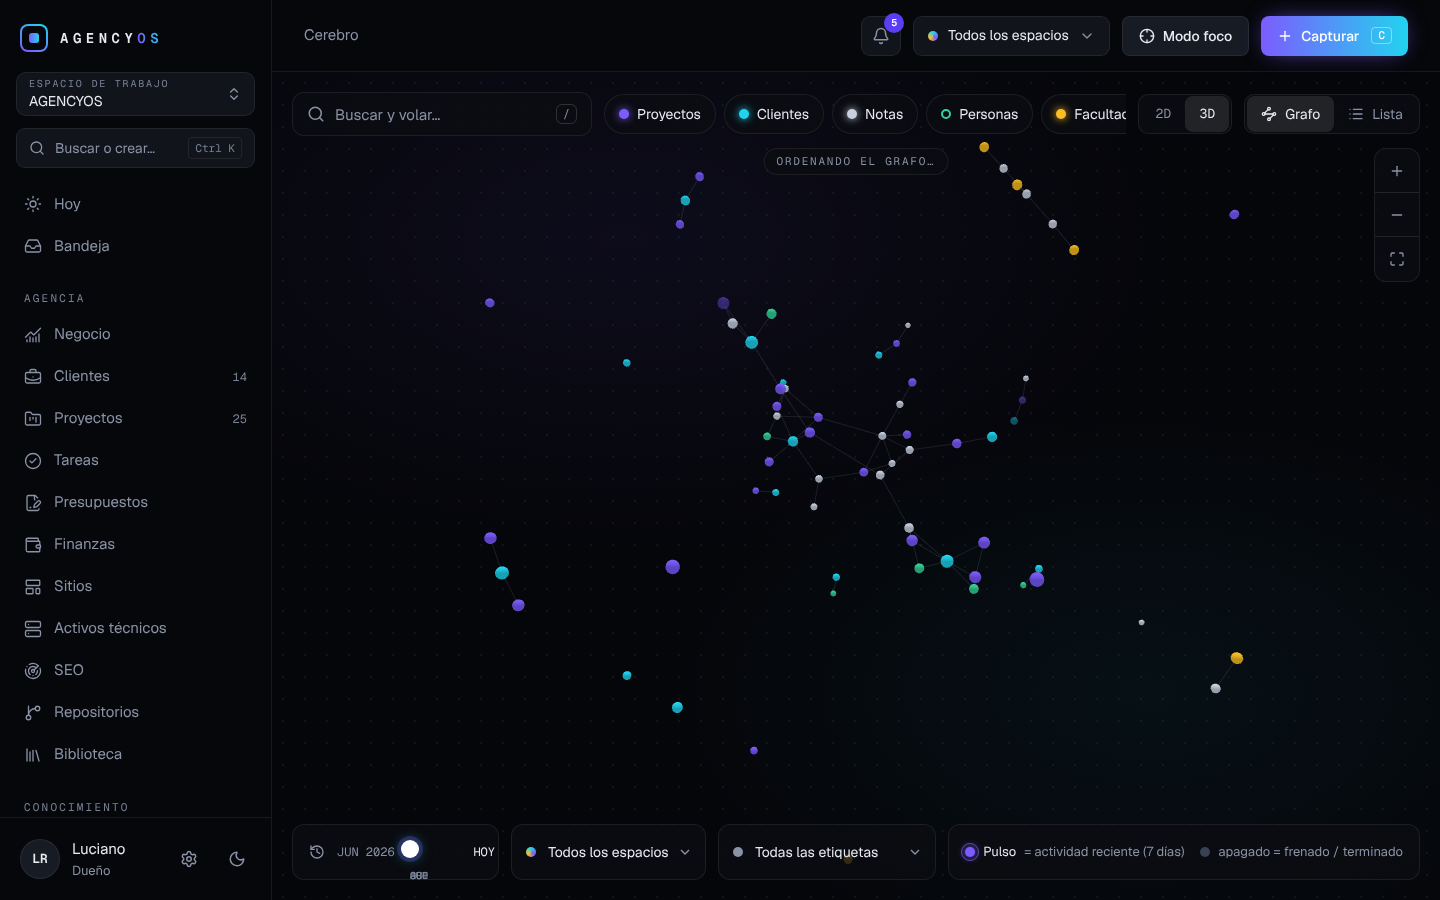 AGENCYOS
ESPACIO DE TRABAJO
AGENCYOS
Buscar o crear... Ctrl K
Hoy
Bandeja
AGENCIA
Negocio
Clientes 14
Proyectos 25
Tareas
Presupuestos
Finanzas
Sitios
Activos técnicos
SEO
Repositorios
Biblioteca
CONOCIMIENTO
LR Luciano
Dueño
Cerebro
5
Todos los espacios
Modo foco
Capturar C
Buscar y volar... /
Proyectos
Clientes
Notas
Personas
Facultac
2D 3D
Grafo
Lista
ORDENANDO EL GRAFO…
JUN 2026 HOY
Todos los espacios
Todas las etiquetas
Pulso = actividad reciente (7 días) apagado = frenado / terminado